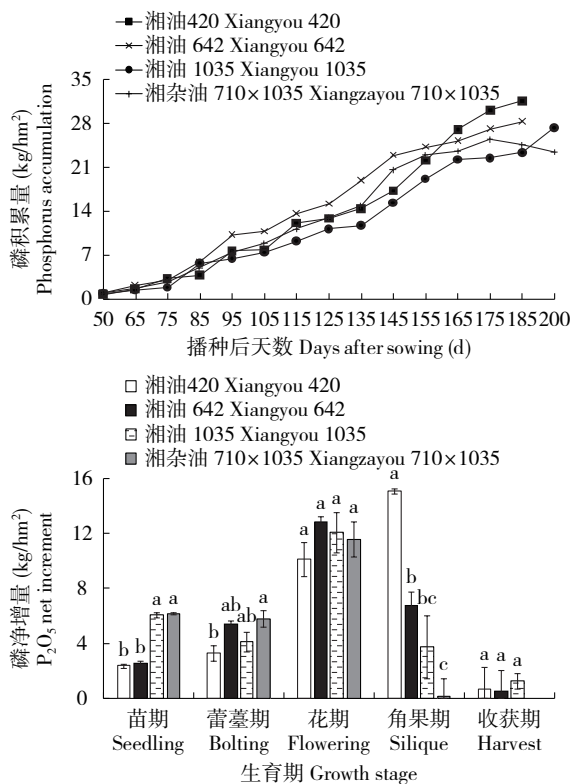 湘油420 Xiangyou 420
湘油 642 Xiangyou 642
湘油 1035 Xiangyou 1035
湘杂油 710×1035 Xiangzayou 710×1035
磷积累量 (kg/hm²)
Phosphorus accumulation
35
28
21
14
7
0
50 65 75 85 95 105 115 125 135 145 155 165 175 185 200
播种后天数 Days after sowing (d)
湘油420 Xiangyou 420
湘油 642 Xiangyou 642
湘油 1035 Xiangyou 1035
湘杂油 710×1035 Xiangzayou 710×1035
磷净增量 (kg/hm²)
P₂O₅ net increment
16
12
8
4
0
b b a a
b ab ab a
a a a a
a b bc c
a a a
苗期 蕾薹期 花期 角果期 收获期
Seedling Bolting Flowering Silique Harvest
生育期 Growth stage